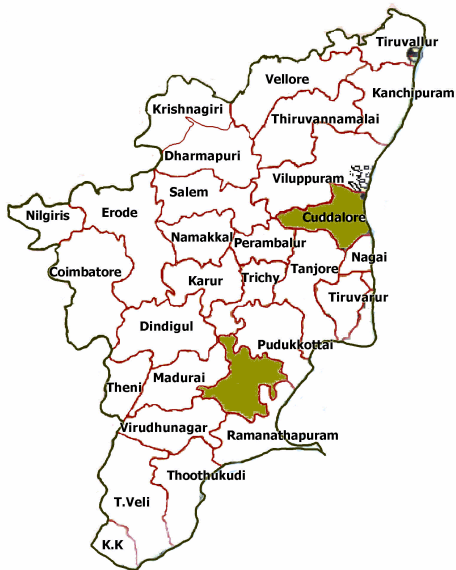 Tiruvallur
Vellore
Kanchipuram
Krishnagiri
Thiruvannamalai
Dharmapuri
Viluppuram
Salem
Nilgiris
Erode
Cuddalore
Namakkal
Perambalur
Nagai
Coimbatore
Karur
Trichy
Tanjore
Tiruvarur
Dindigul
Pudukkottai
Theni
Madurai
Virudhunagar
Ramanathapuram
Thoothukudi
T.Veli
K.K